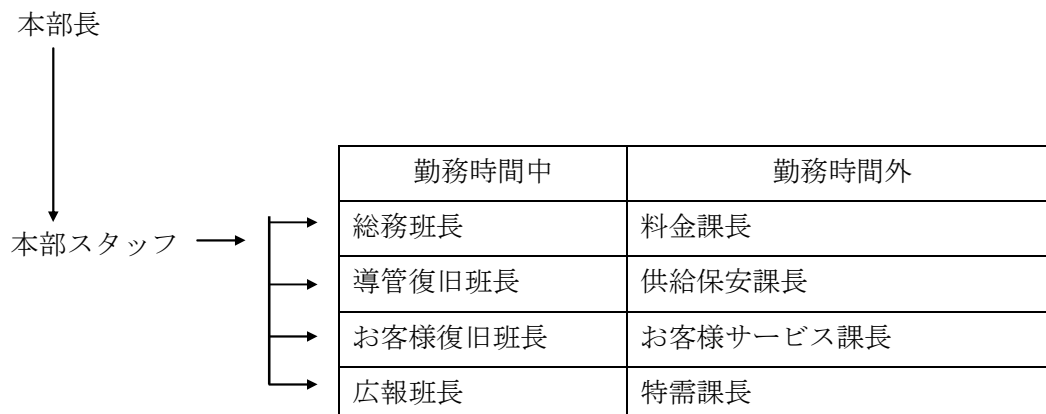 本部長
勤務時間中 勤務時間外
本部スタッフ 総務班長 料金課長
導管復旧班長 供給保安課長
お客様復旧班長 お客様サービス課長
広報班長 特需課長